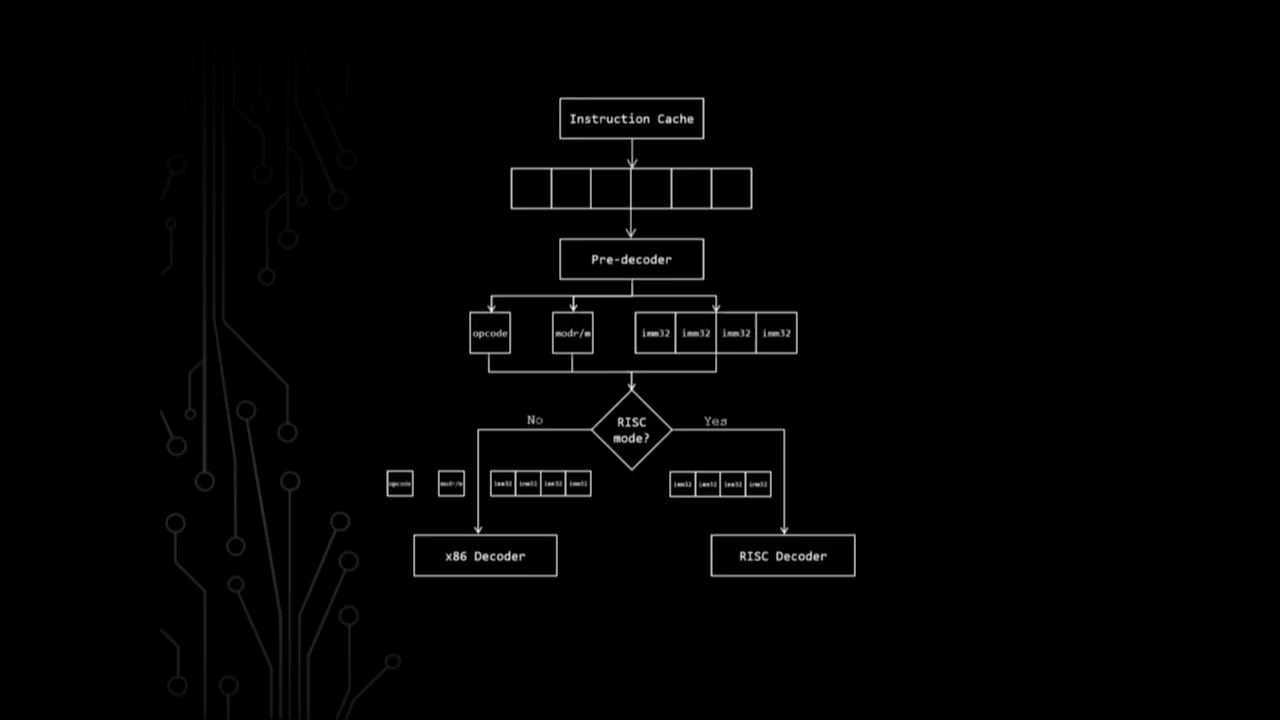 Instruction Cache
Pre-decoder
opcode
modr/m
imm32
imm32
imm32
imm32
RISC
mode?
No
Yes
opcode
modr/m
imm32
imm32
imm32
imm32
imm32
imm32
imm32
imm32
x86 Decoder
RISC Decoder